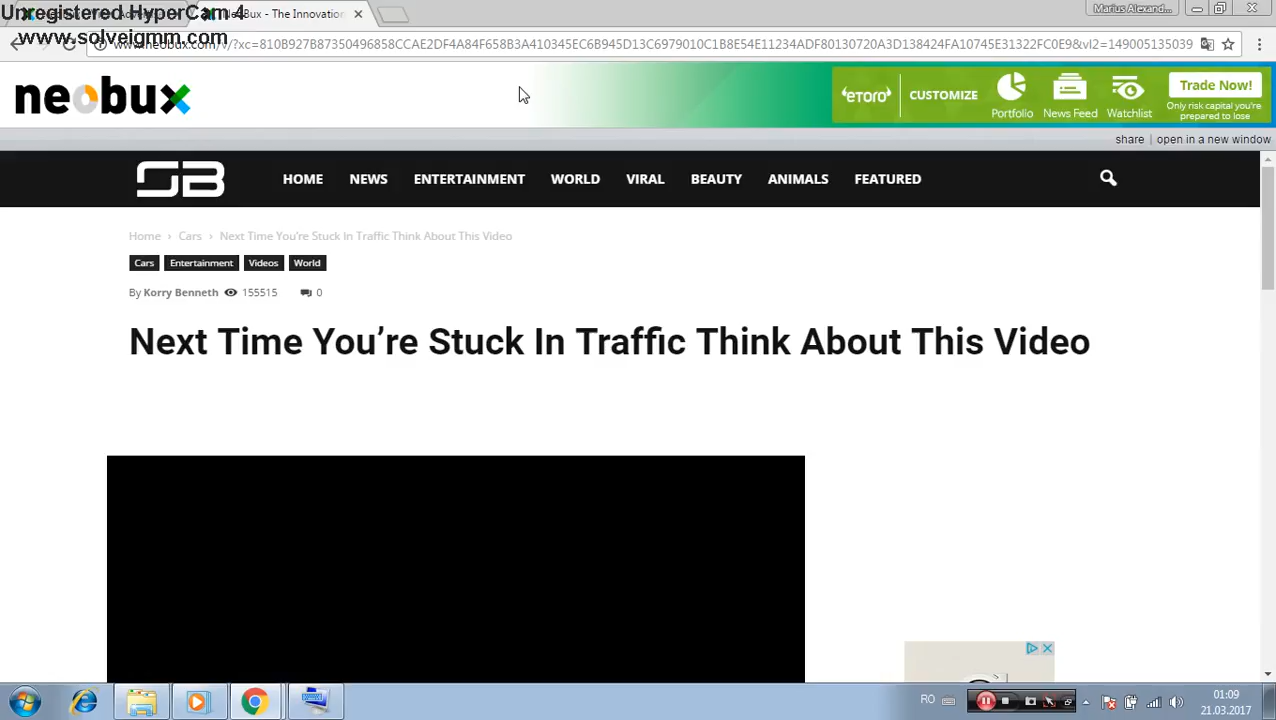 Unregistered HyperCam 4
www.solveigmm.com
NeoBux - The Innovation
Marius Alexand...
www.neobux.com/v/?xc=810B927B87350496858CCAE2DF4A84F658B3A410345EC6B945D13C6979010C1B8E54E11234ADF80130720A3D138424FA10745E31322FC0E9&vl2=149005135039
neobux
eToro
CUSTOMIZE
Portfolio
News Feed
Watchlist
Trade Now!
Only risk capital you're
prepared to lose
share | open in a new window
SB
HOME NEWS ENTERTAINMENT WORLD VIRAL BEAUTY ANIMALS FEATURED
Home › Cars › Next Time You're Stuck In Traffic Think About This Video
Cars Entertainment Videos World
By Korry Benneth 155515 0
Next Time You’re Stuck In Traffic Think About This Video
RO
01:09
21.03.2017